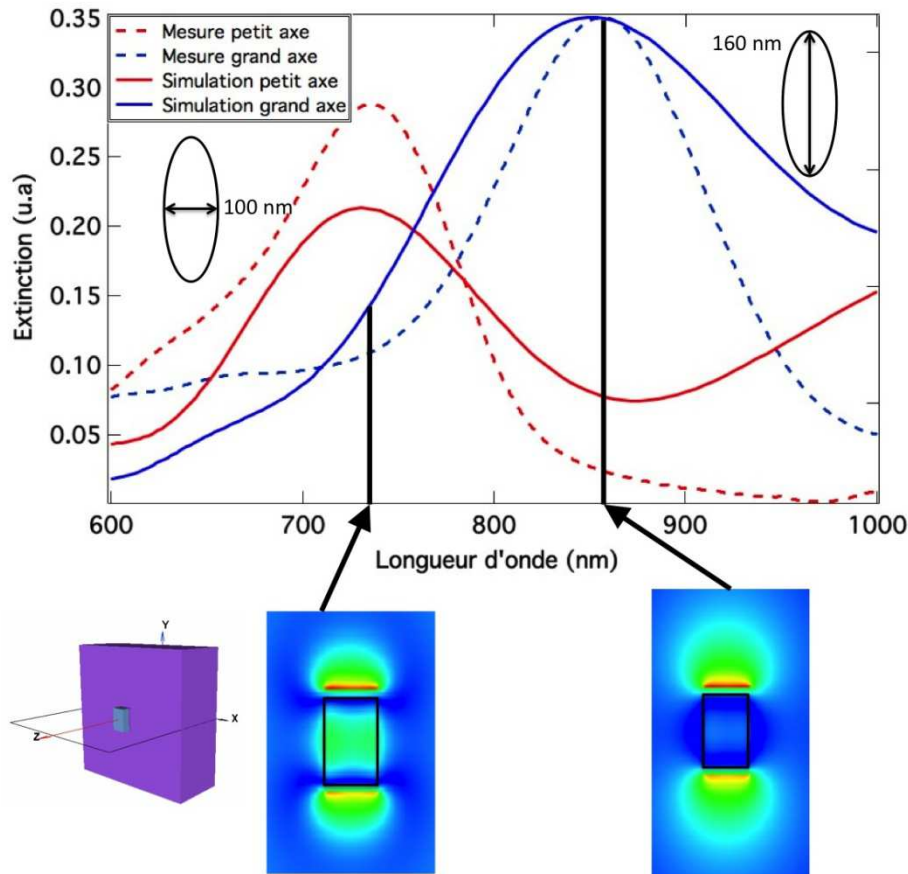 0.35
0.30
0.25
0.20
0.15
0.10
0.05
Extinction (u.a)
Mesure petit axe
Mesure grand axe
Simulation petit axe
Simulation grand axe
100 nm
160 nm
600
700
800
900
1000
Longueur d'onde (nm)
Y
X
Z